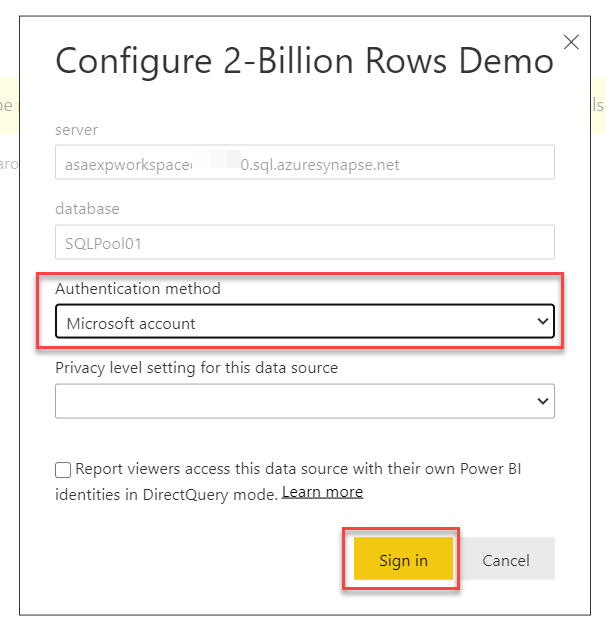 Configure 2-Billion Rows Demo
server
asaexpworkspace 0.sql.azuresynapse.net
database
SQLPool01
Authentication method
Microsoft account
Privacy level setting for this data source
Report viewers access this data source with their own Power BI
identities in DirectQuery mode. Learn more
Sign in
Cancel